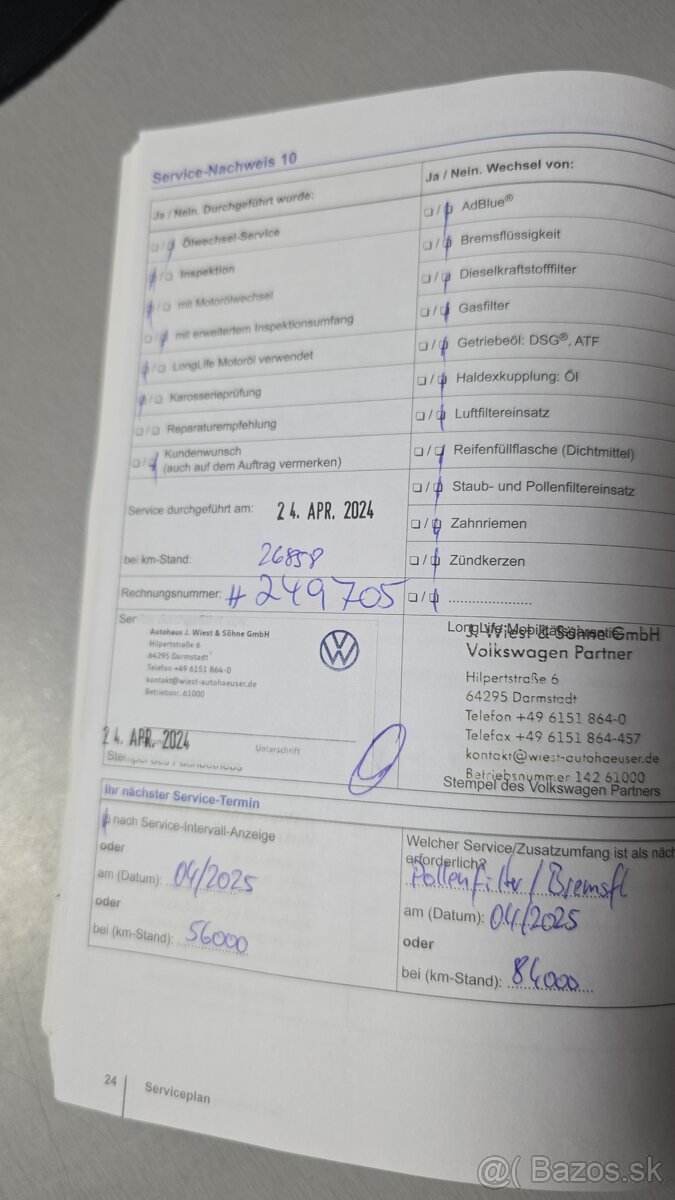 Service-Nachweis 10
Ja / Nein. Durchgeführt wurde:
Ölwechsel-Service
Inspektion
mit Motorölwechsel
mit erweitertem Inspektionsumfang
LongLife Motoröl verwendet
Karosserieprüfung
Reparaturempfehlung
Kundenwunsch
(auch auf dem Auftrag vermerken)
Service durchgeführt am: 24. APR. 2024
bei km-Stand: 26858
Rechnungsnummer: #249705
Ja / Nein. Wechsel von:
AdBlue®
Bremsflüssigkeit
Dieselkraftstofffilter
Gasfilter
Getriebeöl: DSG®, ATF
Haldexkupplung: Öl
Luftfiltereinsatz
Reifenfüllflasche (Dichtmittel)
Staub- und Pollenfiltereinsatz
Zahnriemen
Zündkerzen
Ser
Autohaus J. Wiest & Söhne GmbH
Hilpertstraße 6
64295 Darmstadt
Telefon +49 6151 864-0
kontakt@wiest-autohaeuser.de
Betriebsnr. 61000
24. APR. 2024
Unterschrift
LongLife Mobilitätsgarantie
J. Wiest & Söhne GmbH
Volkswagen Partner
Hilpertstraße 6
64295 Darmstadt
Telefon +49 6151 864-0
Telefax +49 6151 864-457
kontakt@wiest-autohaeuser.de
Betriebsnummer 142 61000
Stempel des Volkswagen Partners
Ihr nächster Service-Termin
nach Service-Intervall-Anzeige
oder
am (Datum): 04/2025
oder
bei (km-Stand): 56000
Welcher Service/Zusatzumfang ist als näch
erforderlich?
Pollenfilter/Bremsfl
am (Datum): 04/2025
oder
bei (km-Stand): 84000
24 Serviceplan
@( Bazos.sk